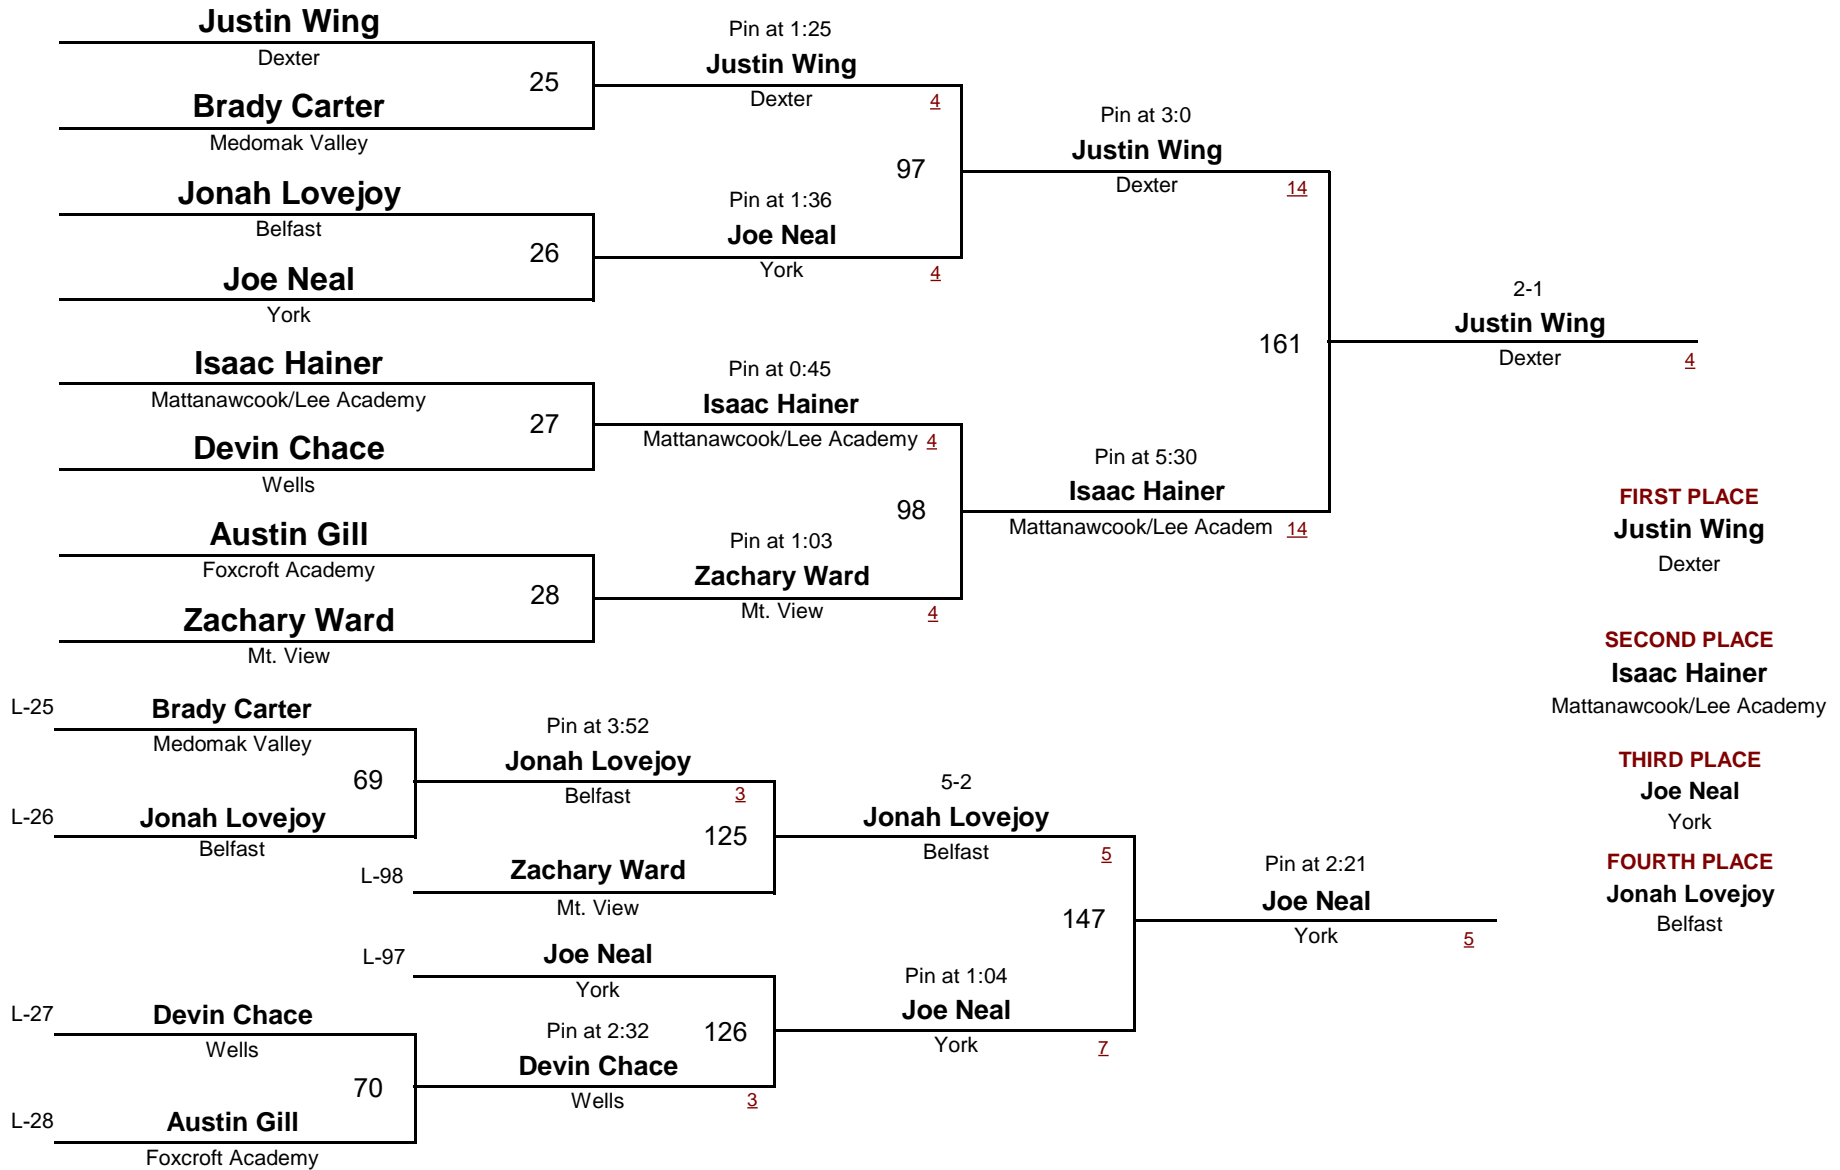 Justin Wing
Dexter
25
Brady Carter
Medomak Valley
Jonah Lovejoy
Belfast
26
Joe Neal
York
Isaac Hainer
Mattanawcook/Lee Academy
27
Devin Chace
Wells
Austin Gill
Foxcroft Academy
28
Zachary Ward
Mt. View
Pin at 1:25
Justin Wing
Dexter 4
97
Pin at 1:36
Joe Neal
York 4
Pin at 0:45
Isaac Hainer
Mattanawcook/Lee Academy 4
98
Pin at 1:03
Zachary Ward
Mt. View 4
Pin at 3:0
Justin Wing
Dexter 14
161
Pin at 5:30
Isaac Hainer
Mattanawcook/Lee Academ 14
2-1
Justin Wing
Dexter 4
FIRST PLACE
Justin Wing
Dexter
SECOND PLACE
Isaac Hainer
Mattanawcook/Lee Academy
THIRD PLACE
Joe Neal
York
FOURTH PLACE
Jonah Lovejoy
Belfast
L-25 Brady Carter
Medomak Valley
69
L-26 Jonah Lovejoy
Belfast
L-27 Devin Chace
Wells
70
L-28 Austin Gill
Foxcroft Academy
Pin at 3:52
Jonah Lovejoy
Belfast 3
125
L-98 Zachary Ward
Mt. View
L-97 Joe Neal
York
126
Pin at 2:32
Devin Chace
Wells 3
5-2
Jonah Lovejoy
Belfast 5
147
Pin at 1:04
Joe Neal
York 7
Pin at 2:21
Joe Neal
York 5